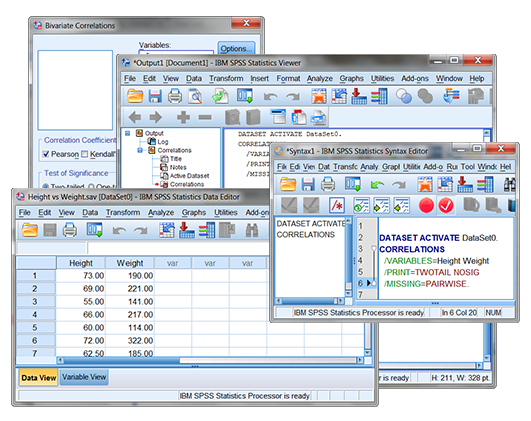 Bivariate Correlations
Variables:
Options...
Correlation Coefficient
Pearson Kendall'
Test of Significance
Two-tailed One-t
*Output1 [Document1] - IBM SPSS Statistics Viewer
File Edit View Data Transform Insert Format Analyze Graphs Utilities Add-ons Window Help
Output
Log
Correlations
Title
Notes
Active Dataset
Correlations
DATASET ACTIVATE DataSet0.
CORRELA
/VARIA
/PRINT
/MISSI
Processor is ready
H: 211, W: 328 pt.
*Syntax1 - IBM SPSS Statistics Syntax Editor
File Edi Viev Dat Transfc Analy Grapl Utilitie Add-o Rur Tool Windo Hel
DATASET ACTIVATE
CORRELATIONS
1
2 DATASET ACTIVATE DataSet0.
3 CORRELATIONS
4 /VARIABLES=Height Weight
5 /PRINT=TWOTAIL NOSIG
6 /MISSING=PAIRWISE.
7
IBM SPSS Statistics Processor is ready In 6 Col 20 NUM
Height vs Weight.sav [DataSet0] - IBM SPSS Statistics Data Editor
File Edit View Data Transform Analyze Graphs Utilities Add-on
Height Weight var var var
1 73.00 190.00
2 69.00 221.00
3 55.00 141.00
4 66.00 217.00
5 60.00 114.00
6 72.00 322.00
7 62.50 185.00
Data View Variable View
IBM SPSS Statistics Processor is ready